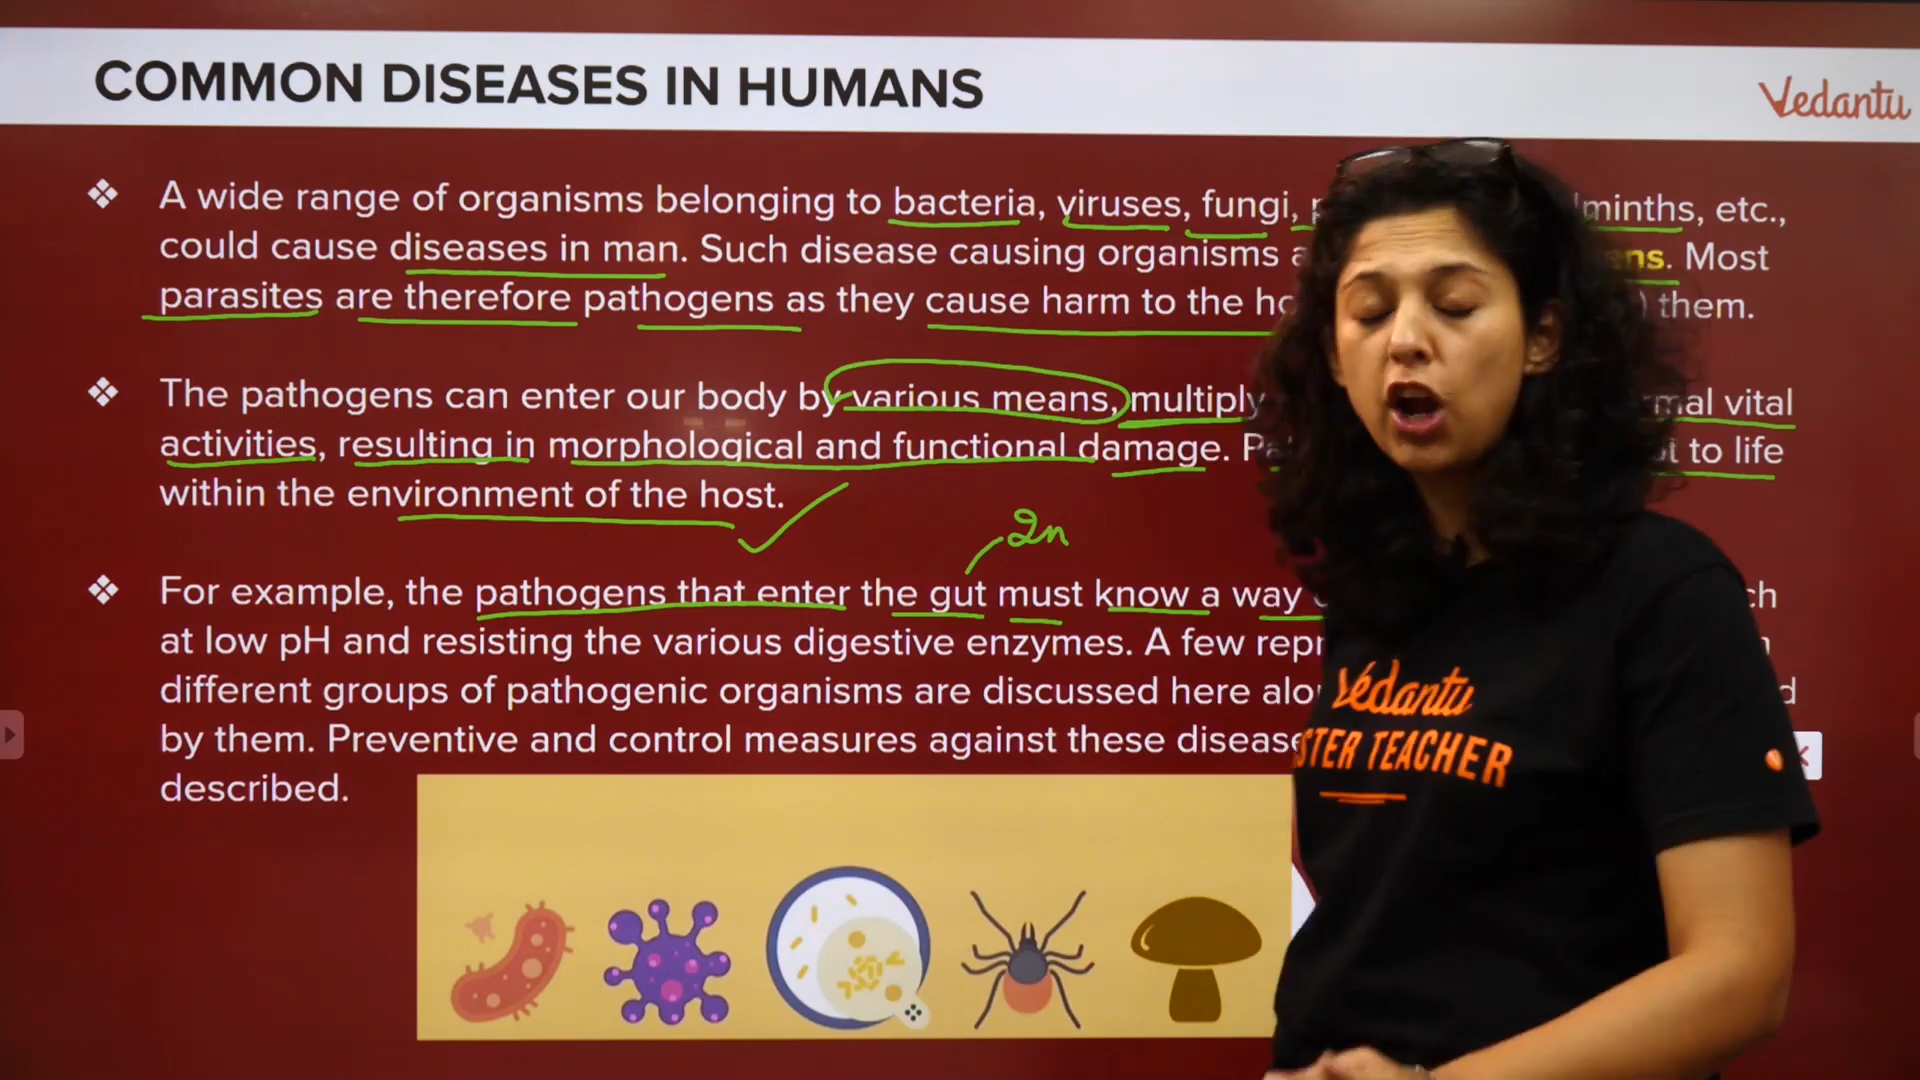 COMMON DISEASES IN HUMANS
Vedantu
❖ A wide range of organisms belonging to bacteria, viruses, fungi, etc.,
could cause diseases in man. Such disease causing organisms Most
parasites are therefore pathogens as they cause harm to the them.
❖ The pathogens can enter our body by various means, multiply vital
activities, resulting in morphological and functional damage. to life
within the environment of the host.
2n
❖ For example, the pathogens that enter the gut must know a way
at low pH and resisting the various digestive enzymes. A few
different groups of pathogenic organisms are discussed here
by them. Preventive and control measures against these
described.
Vedantu
TEACHER